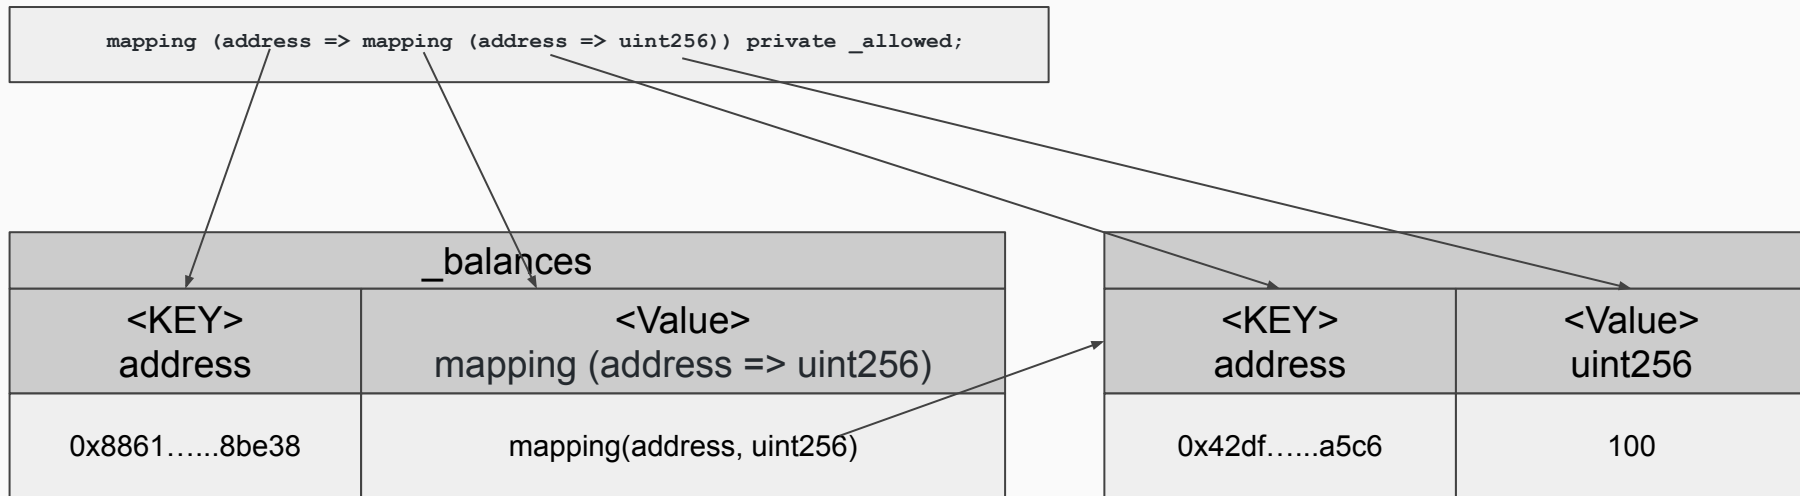 mapping (address => mapping (address => uint256)) private _allowed;
_balances
<KEY>
address
<Value>
mapping (address => uint256)
<KEY>
address
<Value>
uint256
0x8861…...8be38
mapping(address, uint256)
0x42df…...a5c6
100